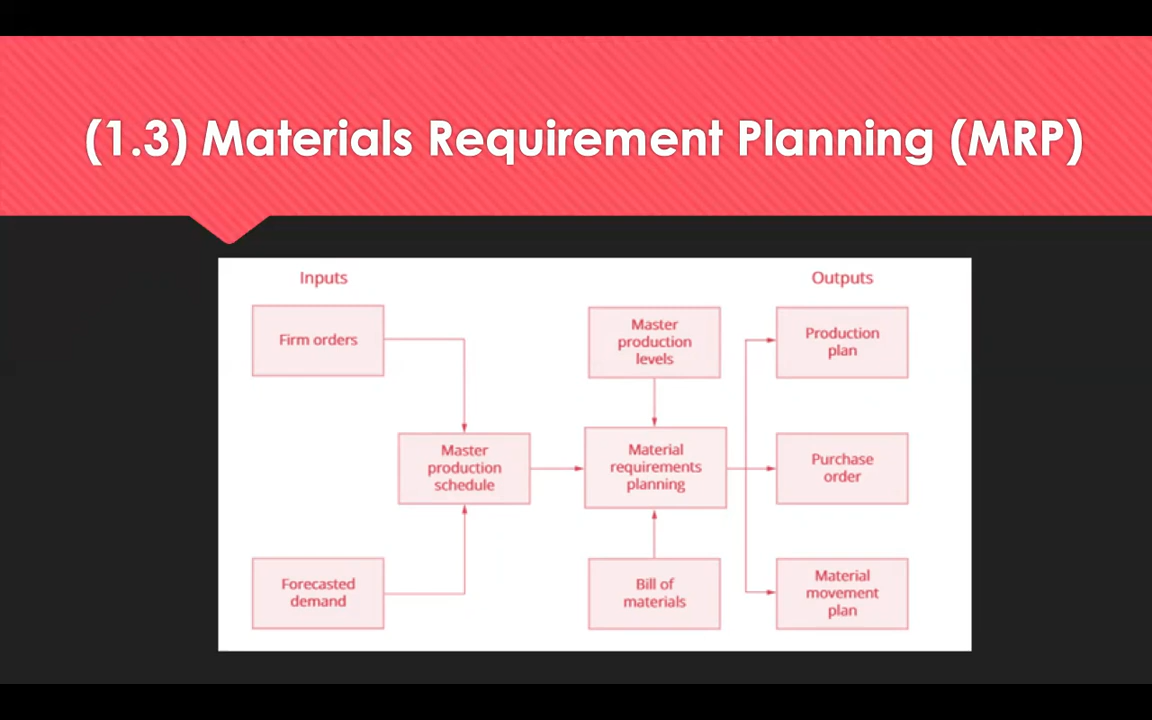 (1.3) Materials Requirement Planning (MRP)
Inputs
Outputs
Firm orders
Master
production
levels
Production
plan
Master
production
schedule
Material
requirements
planning
Purchase
order
Forecasted
demand
Bill of
materials
Material
movement
plan